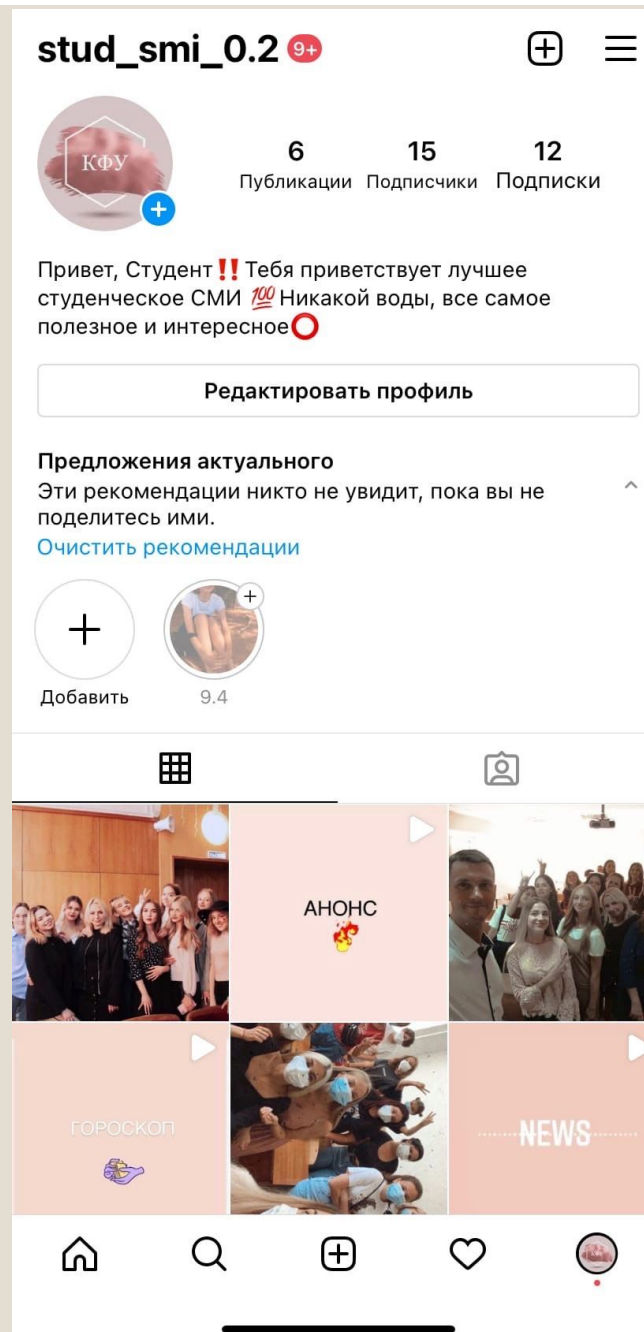 stud_smi_0.2 9+
КФУ
6 15 12
Публикации Подписчики Подписки
Привет, Студент‼️ Тебя приветствует лучшее
студенческое СМИ 💯 Никакой воды, все самое
полезное и интересное⭕
Редактировать профиль
Предложения актуального
Эти рекомендации никто не увидит, пока вы не
поделитесь ими.
Очистить рекомендации
Добавить 9.4
АНОНС
ГОРОСКОП
NEWS